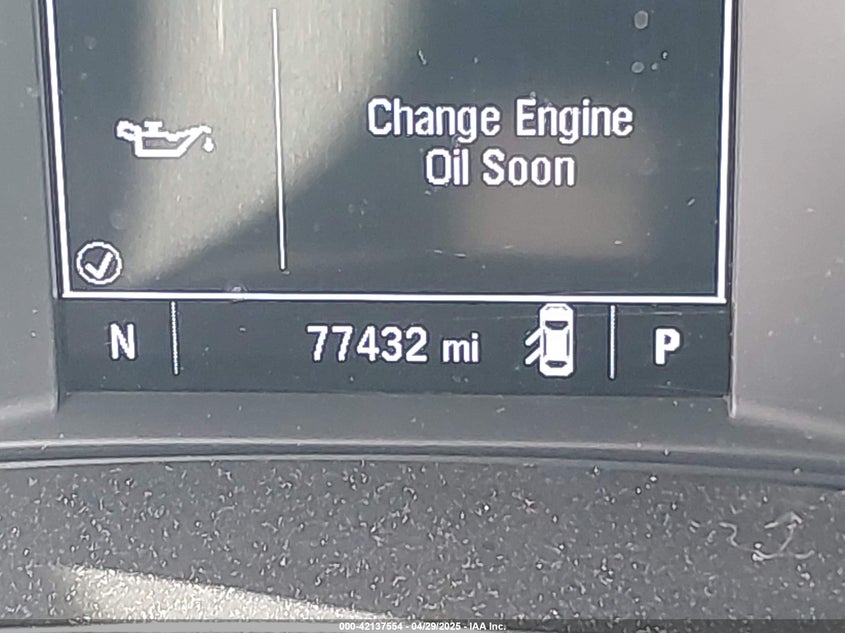 Change Engine
Oil Soon
N
77432 mi
P
000-42137554 - 04/29/2025 - IAA Inc.